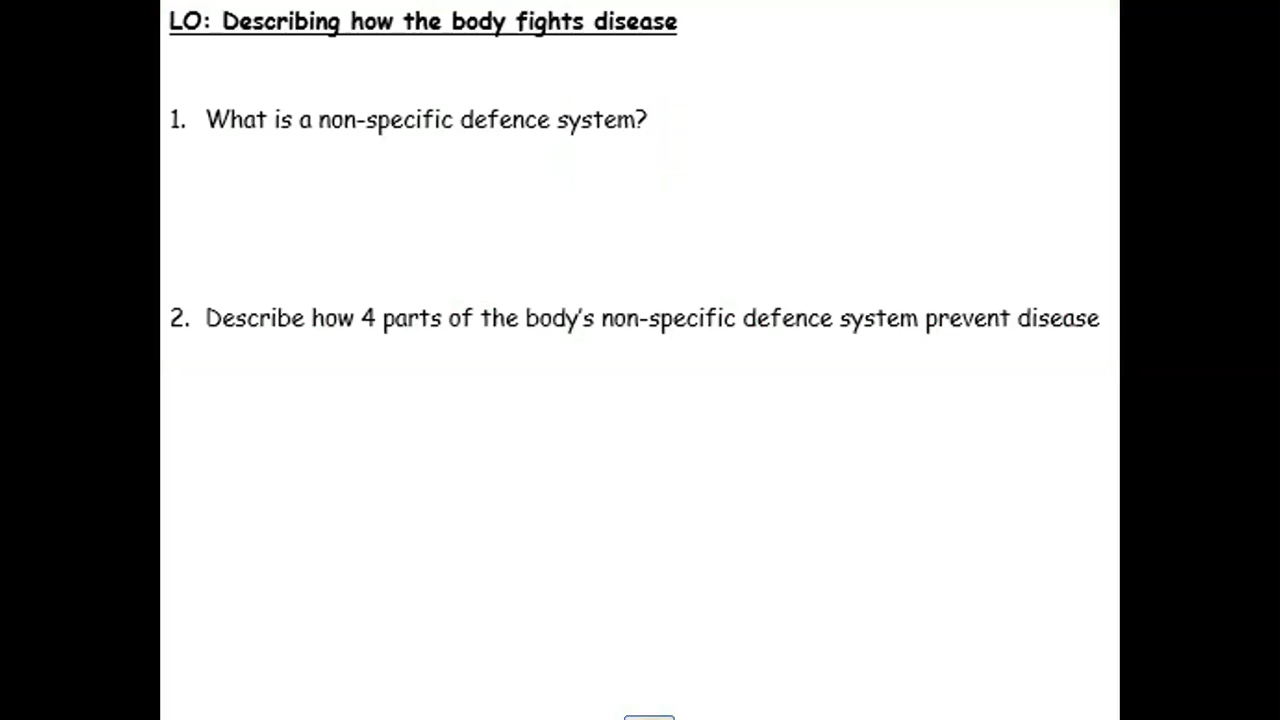 LO: Describing how the body fights disease
1. What is a non-specific defence system?
2. Describe how 4 parts of the body's non-specific defence system prevent disease